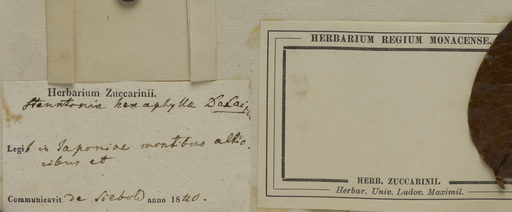 Herbarium Zuccarinii.
Stauntonia hexaphylla DeCai
Legit in Japoniae montibus altio
ribus et
Communicavit de Siebold anno 1840.
HERBARIUM REGIUM MONACENSE.
HERB. ZUCCARINII.
Herbar. Univ. Ludov. Maximil.